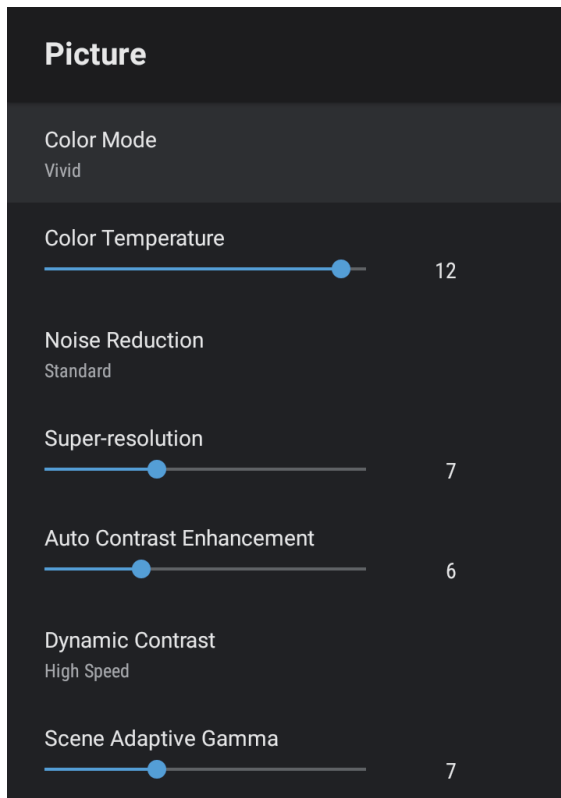 Picture
Color Mode
Vivid
Color Temperature
12
Noise Reduction
Standard
Super-resolution
7
Auto Contrast Enhancement
6
Dynamic Contrast
High Speed
Scene Adaptive Gamma
7